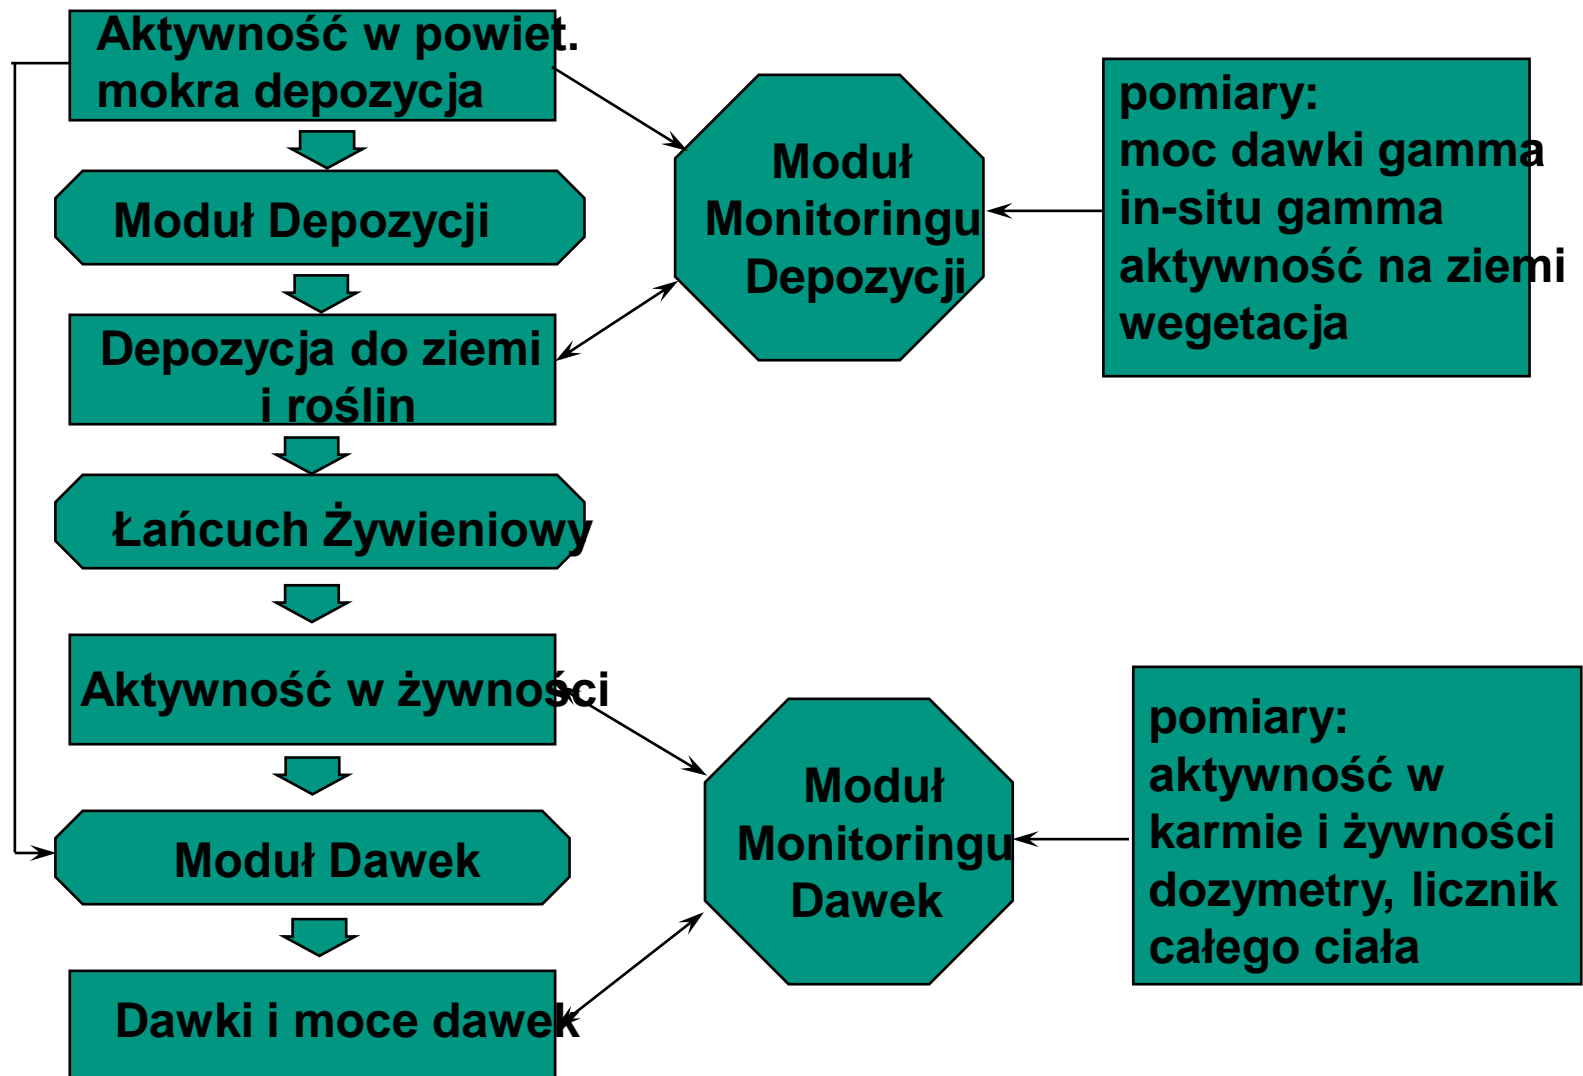 Aktywność w powiet.
mokra depozycja
Moduł Depozycji
Depozycja do ziemi
i roślin
Łańcuch Żywieniowy
Aktywność w żywności
Moduł Dawek
Dawki i moce dawek
Moduł
Monitoringu
Depozycji
pomiary:
moc dawki gamma
in-situ gamma
aktywność na ziemi
wegetacja
Moduł
Monitoringu
Dawek
pomiary:
aktywność w
karmie i żywności
dozymetry, licznik
całego ciała